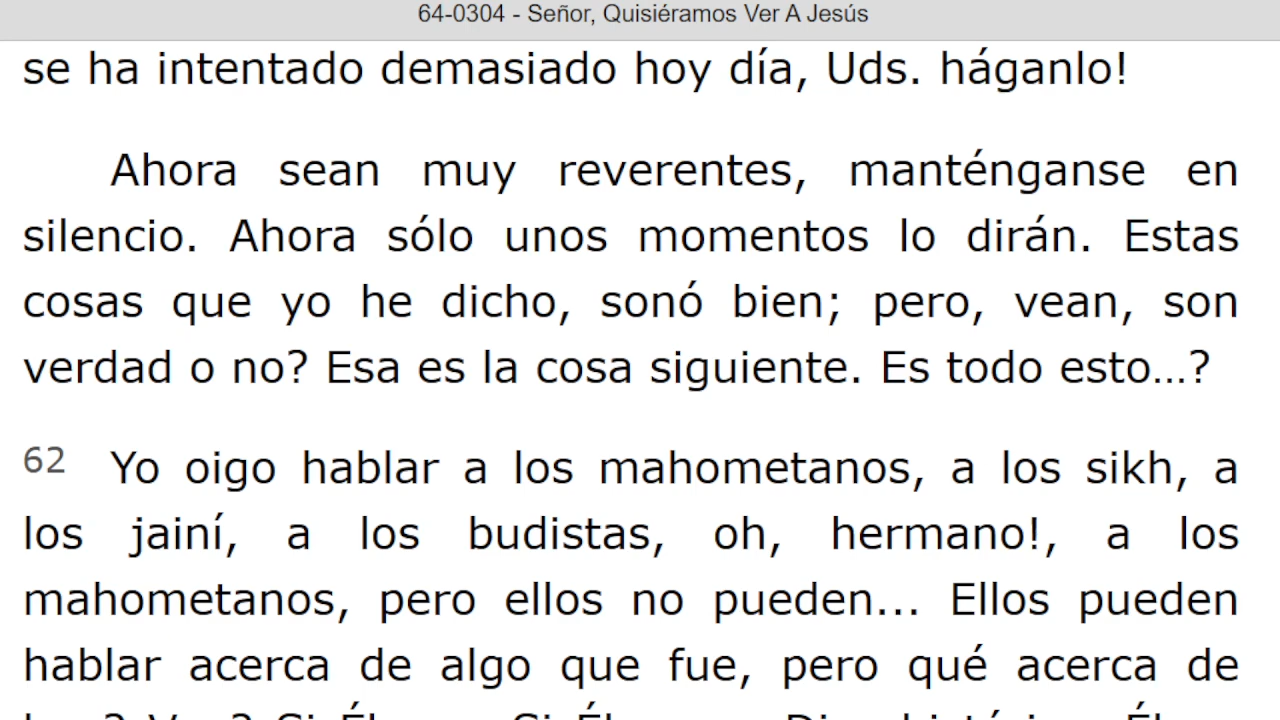 64-0304 - Señor, Quisiéramos Ver A Jesús
se ha intentado demasiado hoy día, Uds. háganlo!
Ahora sean muy reverentes, manténganse en
silencio. Ahora sólo unos momentos lo dirán. Estas
cosas que yo he dicho, sonó bien; pero, vean, son
verdad o no? Esa es la cosa siguiente. Es todo esto...?
62 Yo oigo hablar a los mahometanos, a los sikh, a
los jainí, a los budistas, oh, hermano!, a los
mahometanos, pero ellos no pueden... Ellos pueden
hablar acerca de algo que fue, pero qué acerca de